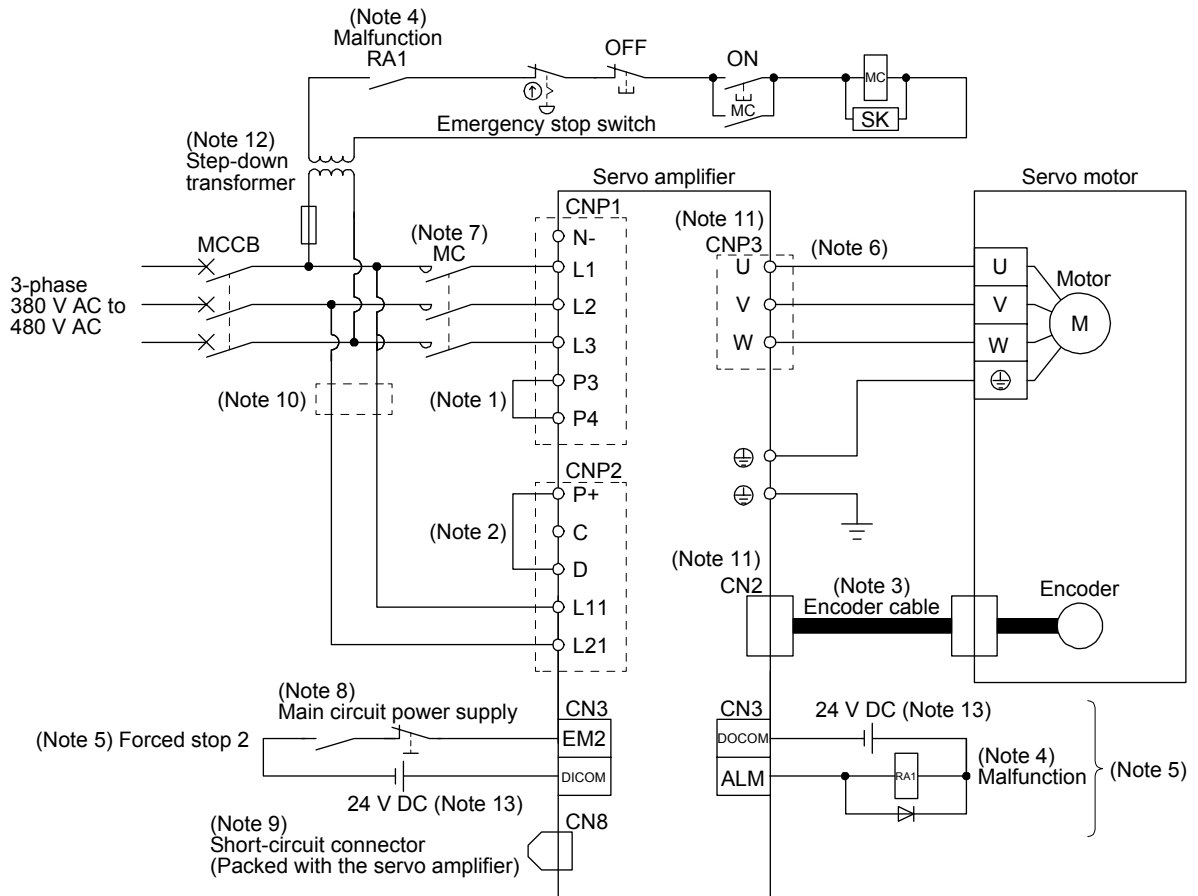 (Note 4)
Malfunction
RA1
OFF
ON
MC
MC
SK
Emergency stop switch
(Note 12)
Step-down
transformer
Servo amplifier
Servo motor
CNP1
(Note 11)
CNP3
(Note 6)
MCCB
(Note 7)
MC
N-
L1
L2
L3
P3
P4
U
V
W
U
V
W
Motor
M
3-phase
380 V AC to
480 V AC
(Note 10)
(Note 1)
CNP2
P+
C
D
L11
L21
(Note 2)
(Note 11)
CN2
(Note 3)
Encoder cable
Encoder
(Note 8)
Main circuit power supply
(Note 5) Forced stop 2
CN3
EM2
DICOM
24 V DC (Note 13)
CN3
DOCOM
ALM
24 V DC (Note 13)
RA1
(Note 4)
Malfunction
(Note 5)
(Note 9)
Short-circuit connector
(Packed with the servo amplifier)
CN8